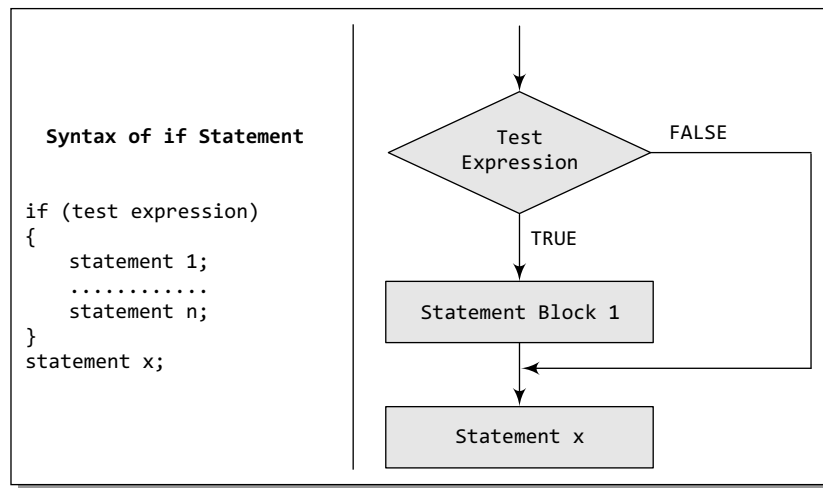 Syntax of if Statement
if (test expression)
{
    statement 1;
    ............
    statement n;
}
statement x;
Test
Expression
FALSE
TRUE
Statement Block 1
Statement x